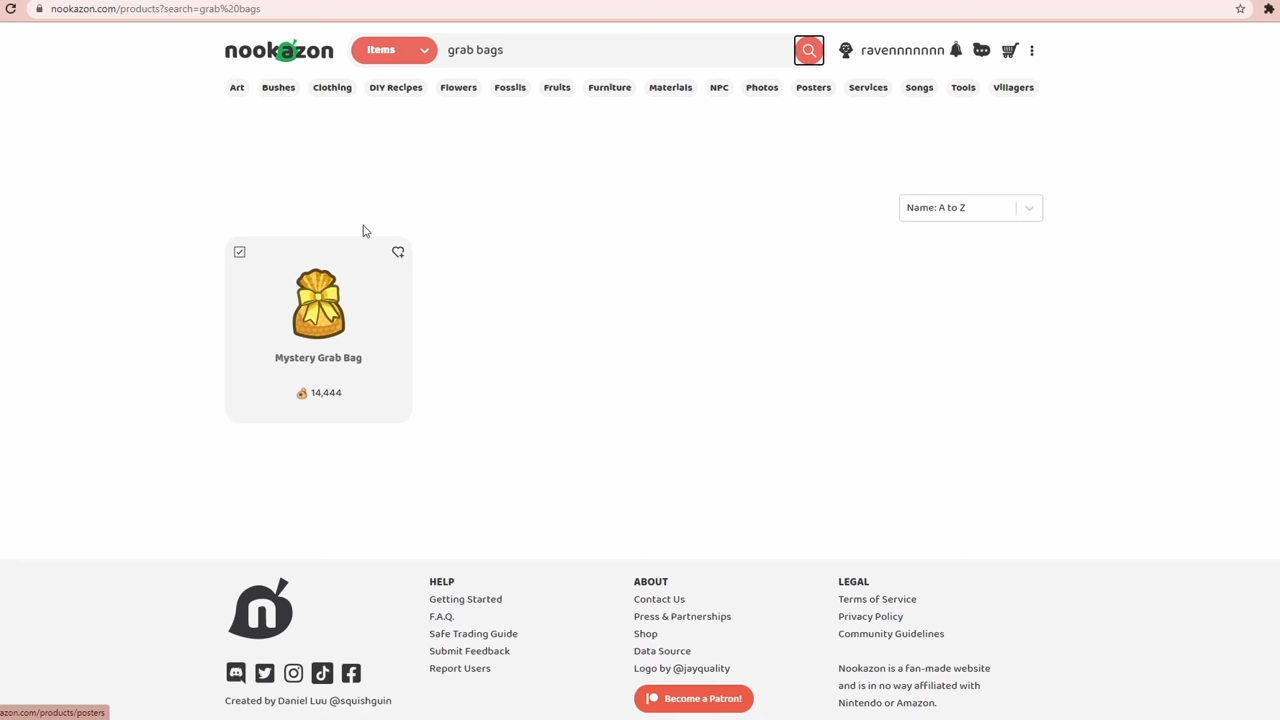 nookazon.com/products?search=grab%20bags
nookazon
Items
grab bags
ravennnnnnn
Art
Bushes
Clothing
DIY Recipes
Flowers
Fossils
Fruits
Furniture
Materials
NPC
Photos
Posters
Services
Songs
Tools
Villagers
Name: A to Z
Mystery Grab Bag
14,444
n
HELP
Getting Started
F.A.Q.
Safe Trading Guide
Submit Feedback
Report Users
ABOUT
Contact Us
Press & Partnerships
Shop
Data Source
Logo by @jayquality
Become a Patron!
LEGAL
Terms of Service
Privacy Policy
Community Guidelines
Nookazon is a fan-made website
and is in no way affiliated with
Nintendo or Amazon.
Created by Daniel Luu @squishguin
azon.com/products/posters